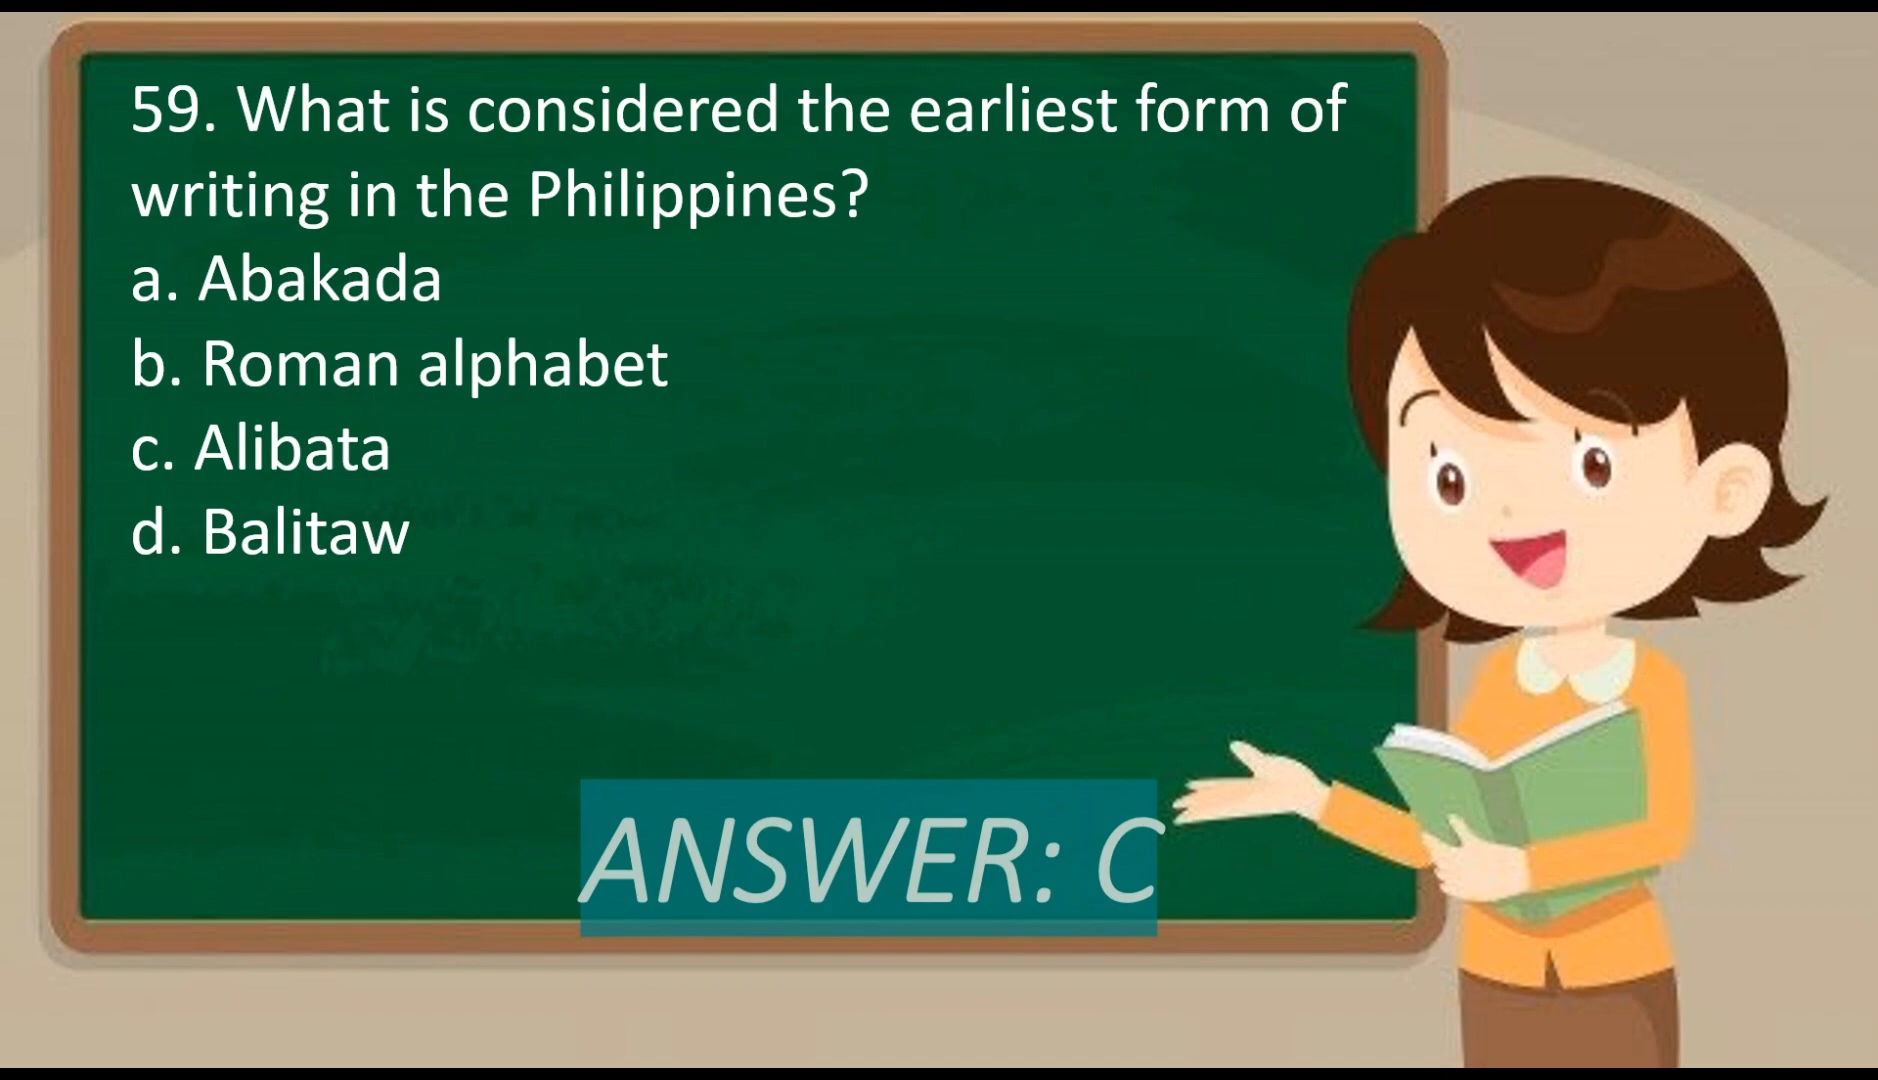 59. What is considered the earliest form of
writing in the Philippines?
a. Abakada
b. Roman alphabet
c. Alibata
d. Balitaw
ANSWER: C